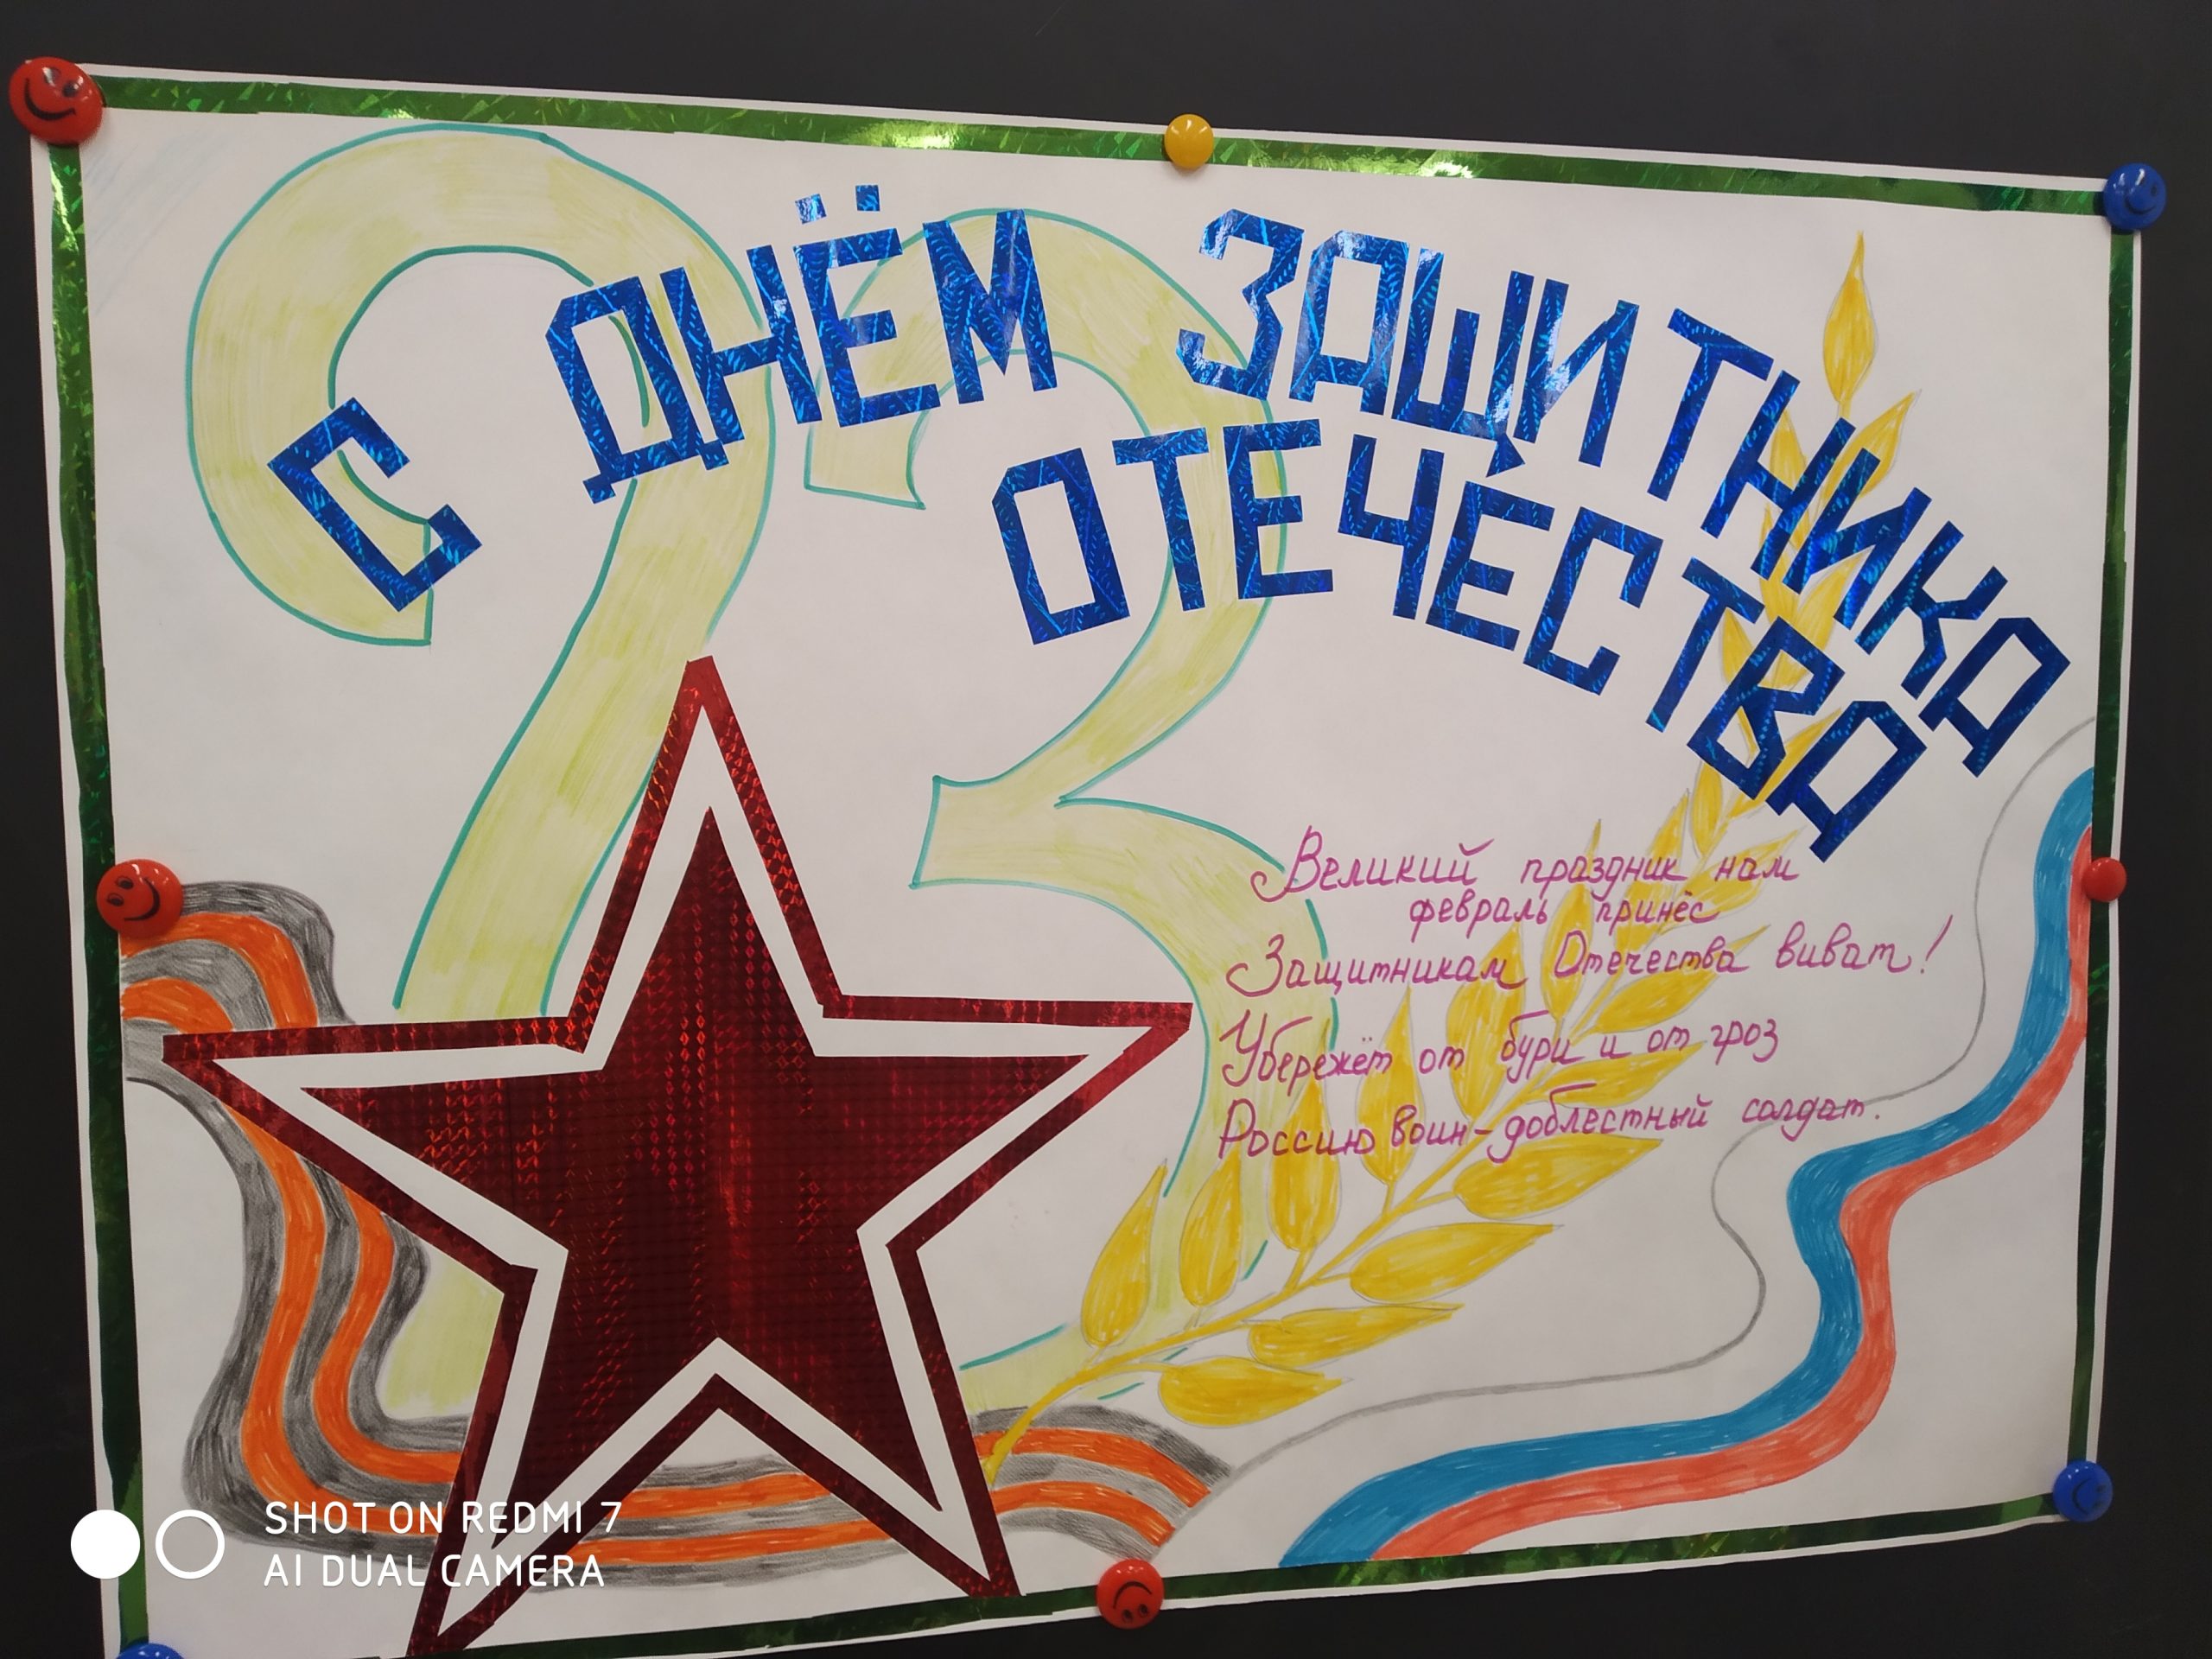 23
С ДНЁМ ЗАЩИТНИКА
ОТЕЧЕСТВА
Великий праздник нам
февраль принёс
Защитникам Отечества виват!
Убережёт от бури и от гроз
Россию воин-доблестный солдат.
SHOT ON REDMI 7
AI DUAL CAMERA